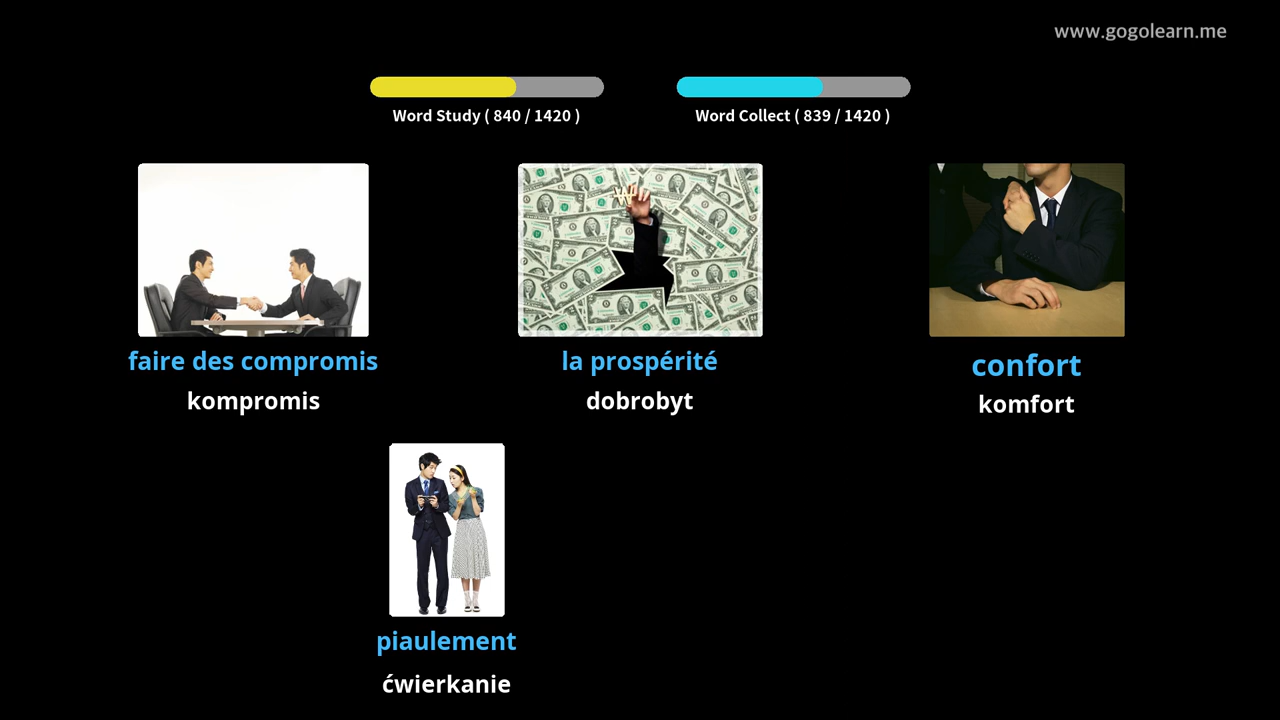 www.gogolearn.me
Word Study ( 840 / 1420 )
Word Collect ( 839 / 1420 )
faire des compromis
kompromis
la prospérité
dobrobyt
confort
komfort
piaulement
ćwierkanie